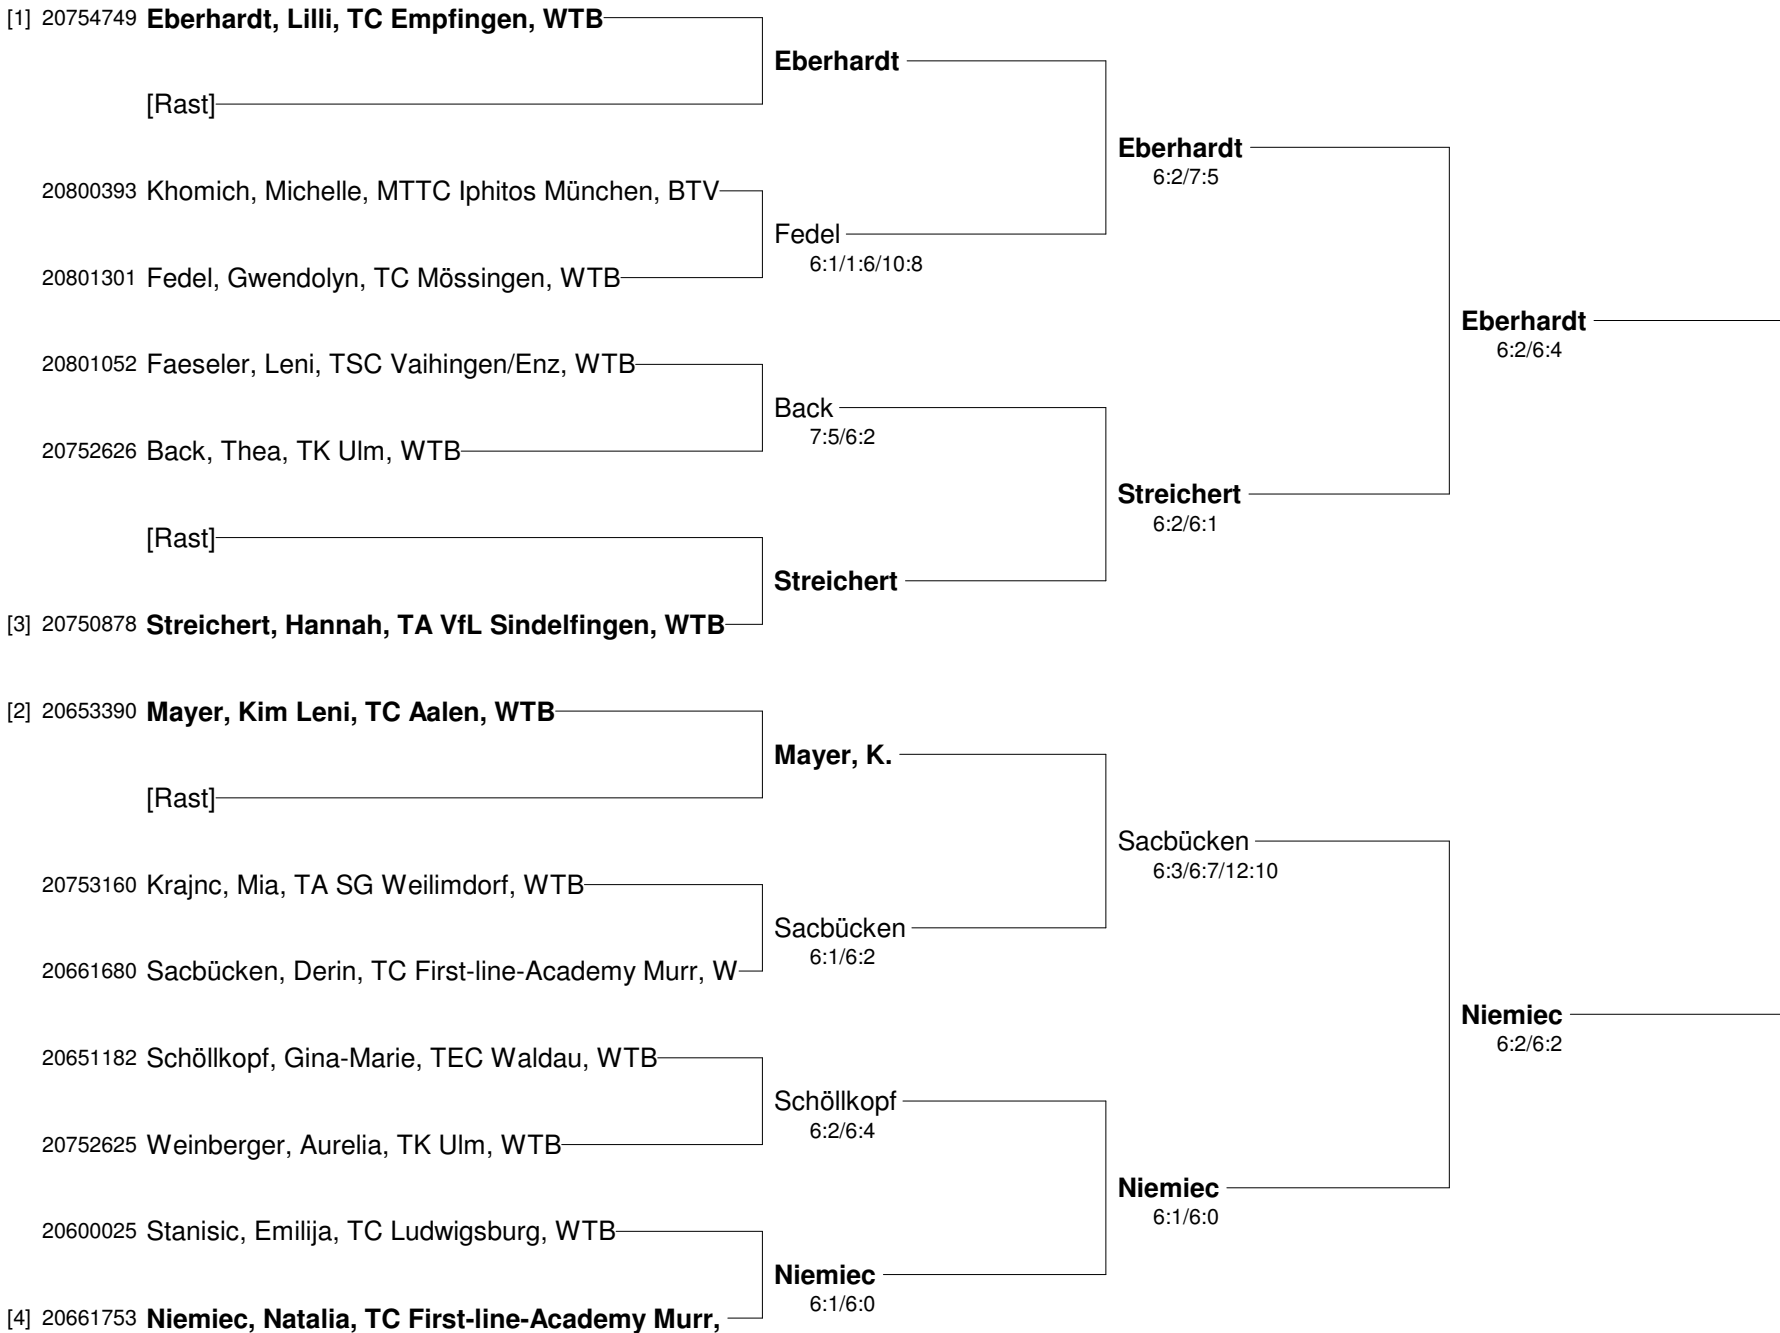 [1] 20754749 Eberhardt, Lilli, TC Empfingen, WTB
Eberhardt
[Rast]
Eberhardt
6:2/7:5
20800393 Khomich, Michelle, MTTC Iphitos München, BTV
Fedel
6:1/1:6/10:8
20801301 Fedel, Gwendolyn, TC Mössingen, WTB
Eberhardt
6:2/6:4
20801052 Faeseler, Leni, TSC Vaihingen/Enz, WTB
Back
7:5/6:2
20752626 Back, Thea, TK Ulm, WTB
Streichert
6:2/6:1
[Rast]
Streichert
[3] 20750878 Streichert, Hannah, TA VfL Sindelfingen, WTB
[2] 20653390 Mayer, Kim Leni, TC Aalen, WTB
Mayer, K.
[Rast]
Sacbücken
6:3/6:7/12:10
20753160 Krajnc, Mia, TA SG Weilimdorf, WTB
Sacbücken
6:1/6:2
20661680 Sacbücken, Derin, TC First-line-Academy Murr, W
Niemiec
6:2/6:2
20651182 Schöllkopf, Gina-Marie, TEC Waldau, WTB
Schöllkopf
6:2/6:4
20752625 Weinberger, Aurelia, TK Ulm, WTB
Niemiec
6:1/6:0
20600025 Stanisic, Emilija, TC Ludwigsburg, WTB
Niemiec
6:1/6:0
[4] 20661753 Niemiec, Natalia, TC First-line-Academy Murr,